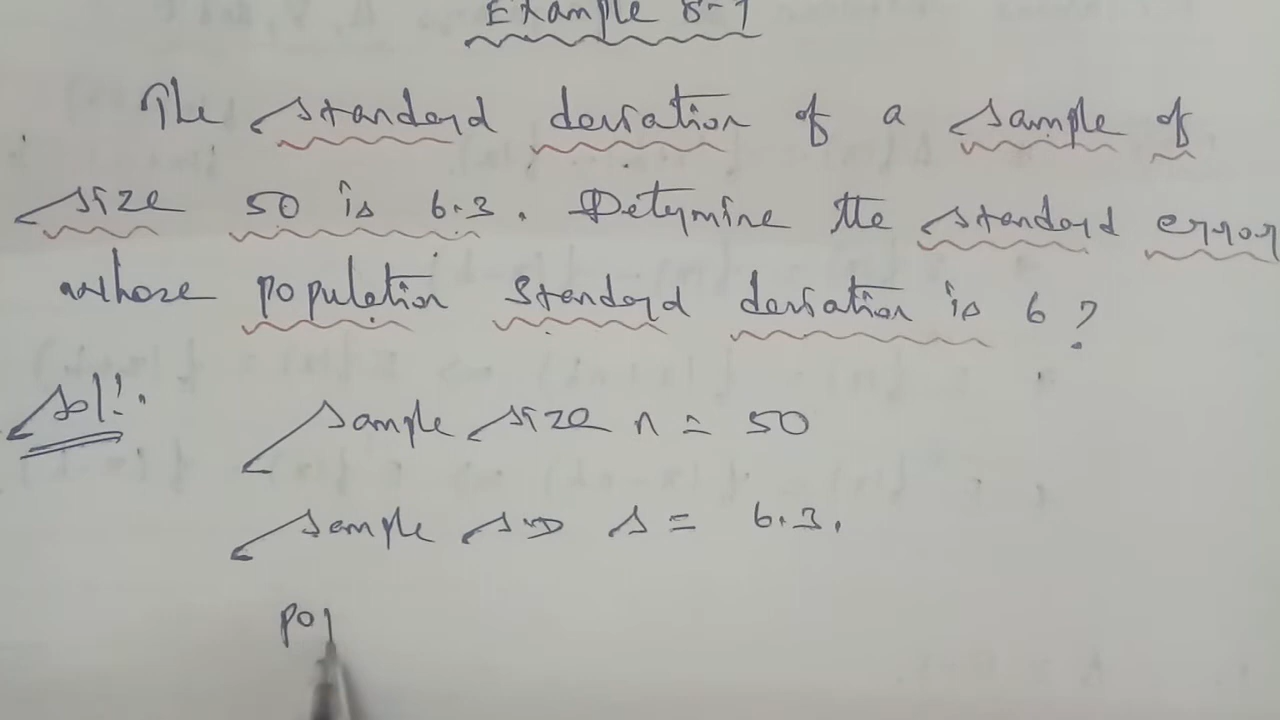 Example 8.1
The standard deviation of a sample of
size 50 is 6.3. Determine the standard error
whose population standard deviation is 6?
Sol:
sample size n = 50
sample SD s = 6.3.
pop